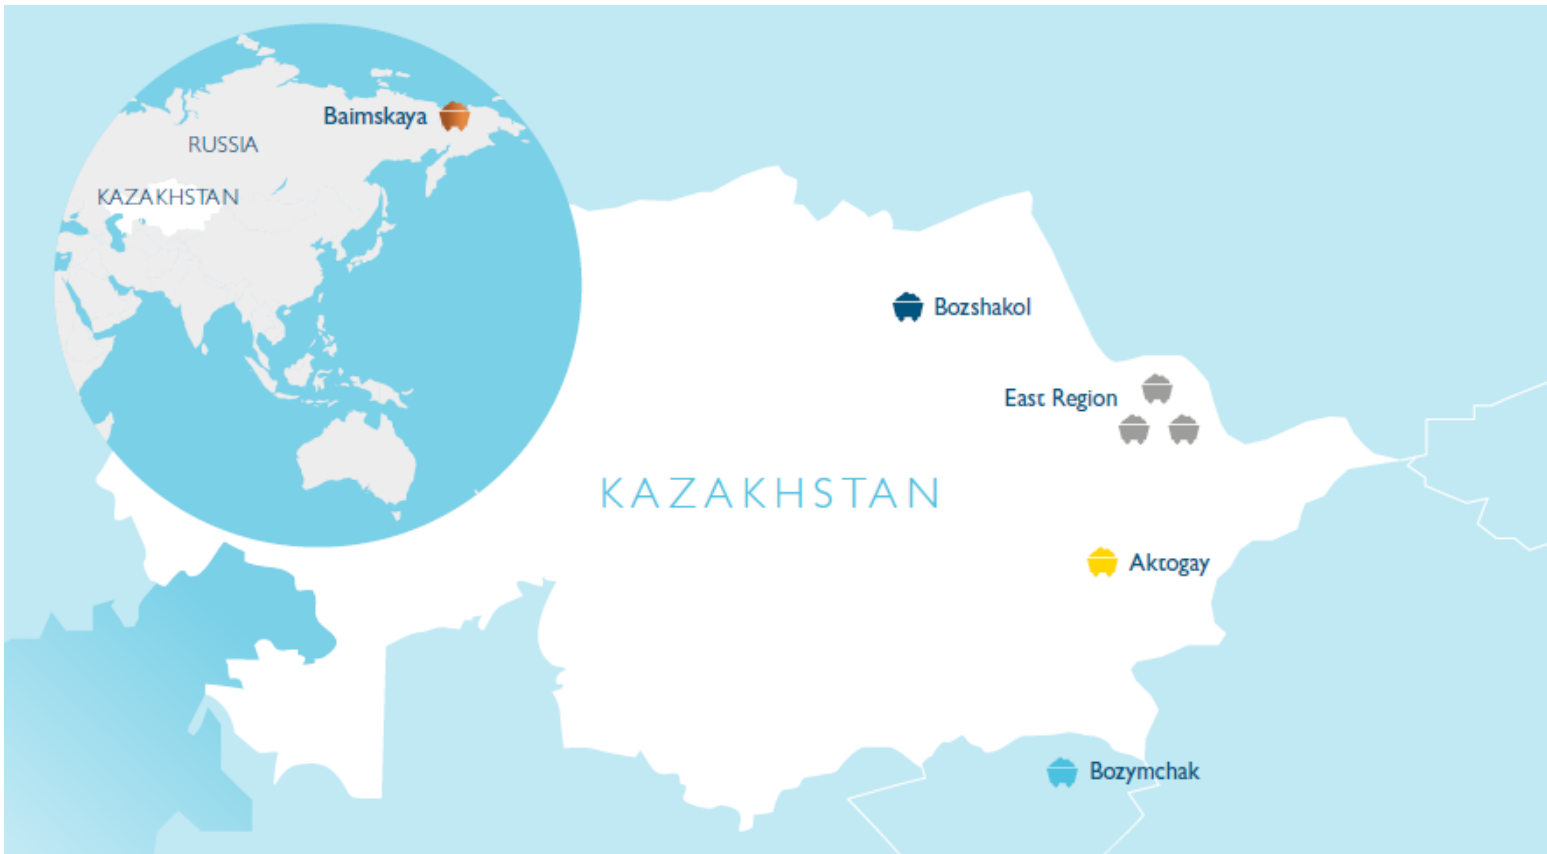 Baimskaya
RUSSIA
KAZAKHSTAN
Bozshakol
East Region
KAZAKHSTAN
Aktogay
Bozymchak